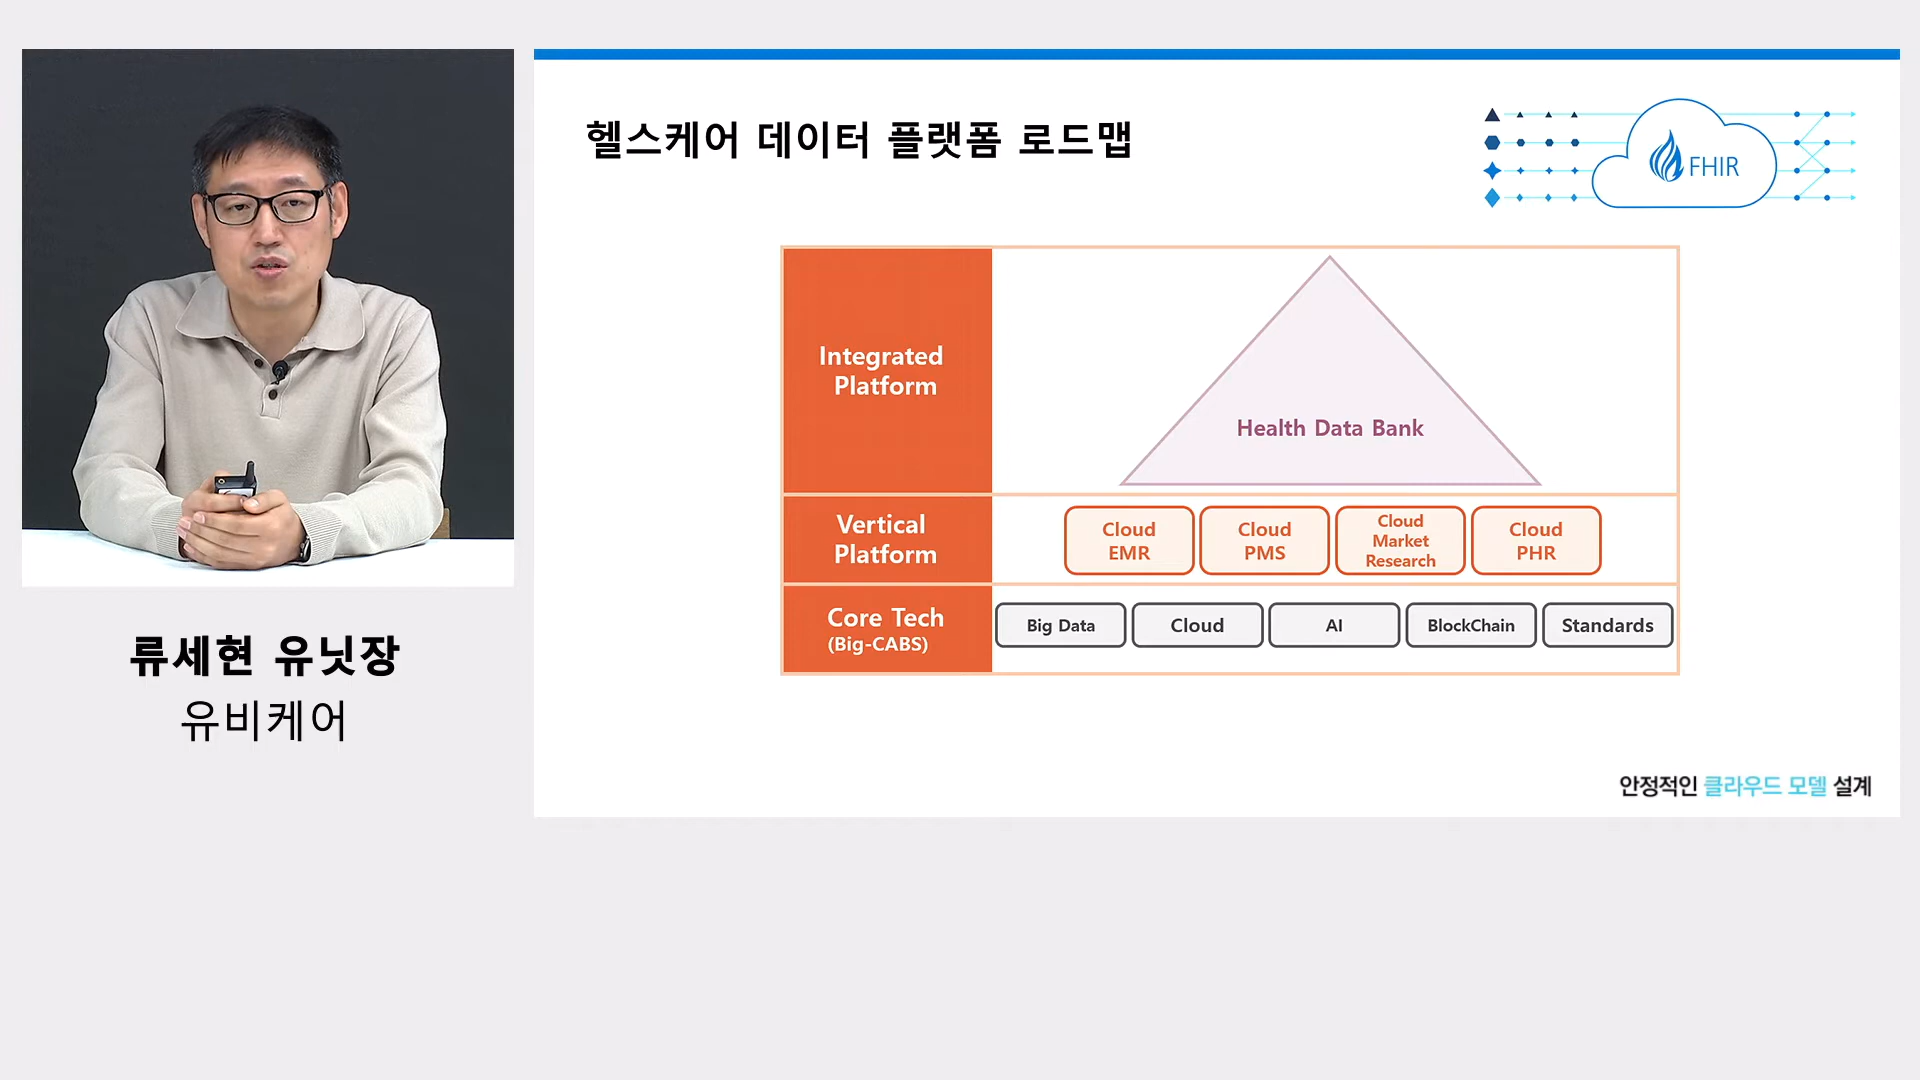 헬스케어 데이터 플랫폼 로드맵
FHIR
Integrated
Platform
Health Data Bank
Vertical
Platform
Cloud
EMR
Cloud
PMS
Cloud
Market
Research
Cloud
PHR
Core Tech
(Big-CABS)
Big Data
Cloud
AI
BlockChain
Standards
안정적인 클라우드 모델 설계
류세현 유닛장
유비케어